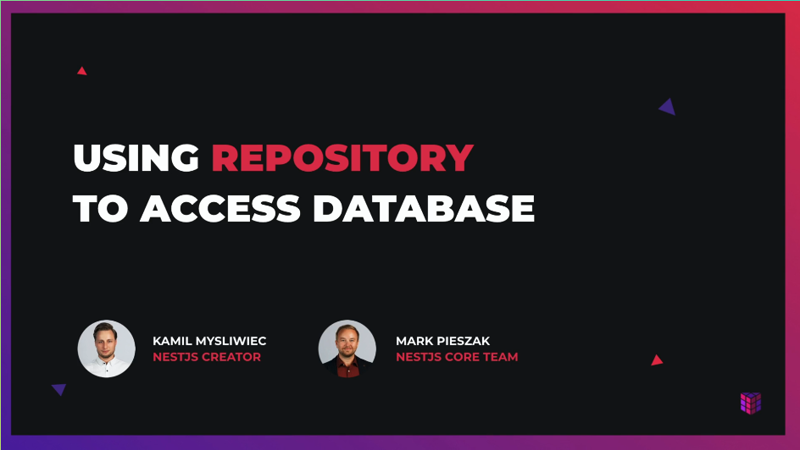 USING REPOSITORY
TO ACCESS DATABASE
KAMIL MYSLIWIEC
NESTJS CREATOR
MARK PIESZAK
NESTJS CORE TEAM